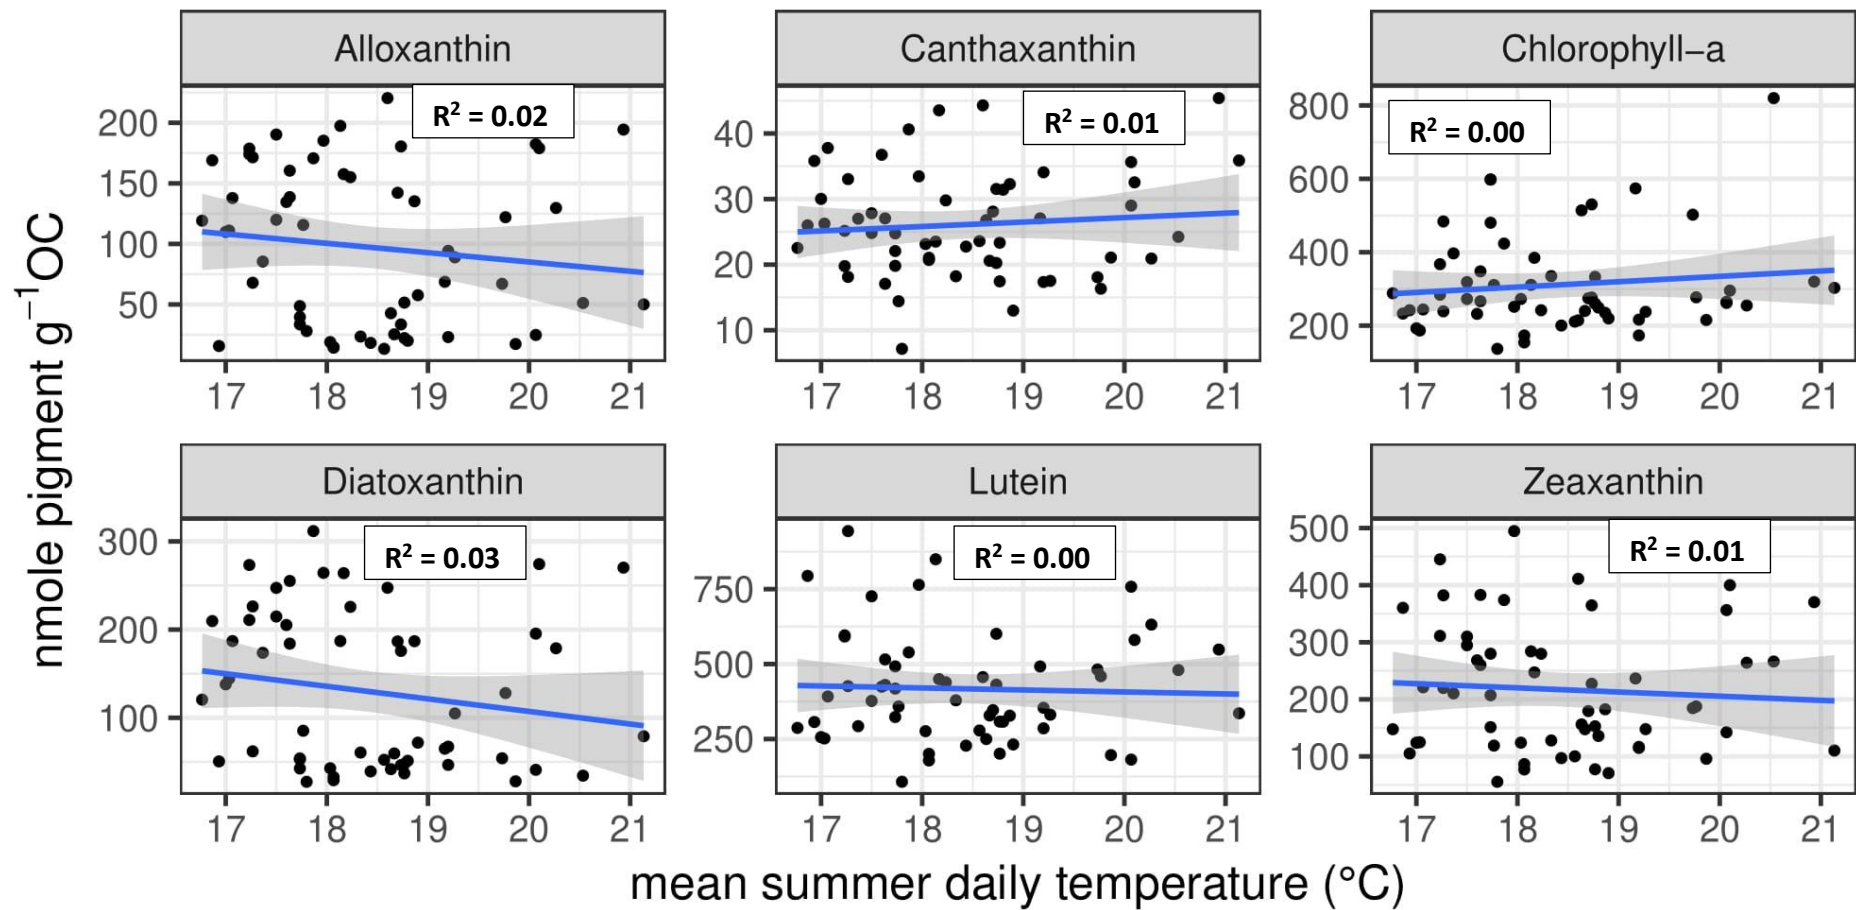 Alloxanthin
Canthaxanthin
Chlorophyll−a
R² = 0.02
R² = 0.01
R² = 0.00
200
150
100
50
40
30
20
10
800
600
400
200
17 18 19 20 21
17 18 19 20 21
17 18 19 20 21
nmole pigment g⁻¹OC
Diatoxanthin
Lutein
Zeaxanthin
R² = 0.03
R² = 0.00
R² = 0.01
300
200
100
750
500
250
500
400
300
200
100
17 18 19 20 21
17 18 19 20 21
17 18 19 20 21
mean summer daily temperature (°C)